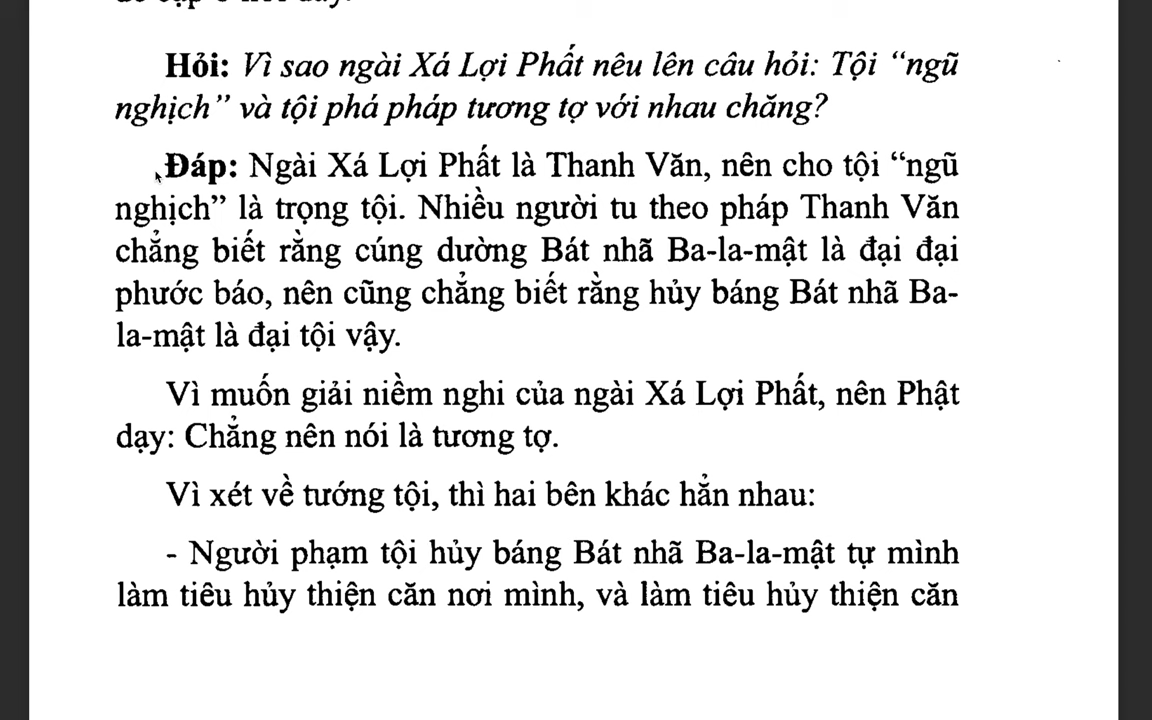 Hỏi: Vì sao ngài Xá Lợi Phất nêu lên câu hỏi: Tội “ngũ
nghịch” và tội phá pháp tương tợ với nhau chăng?
Đáp: Ngài Xá Lợi Phất là Thanh Văn, nên cho tội “ngũ
nghịch” là trọng tội. Nhiều người tu theo pháp Thanh Văn
chẳng biết rằng cúng dường Bát nhã Ba-la-mật là đại đại
phước báo, nên cũng chẳng biết rằng hủy báng Bát nhã Ba-
la-mật là đại tội vậy.
Vì muốn giải niềm nghi của ngài Xá Lợi Phất, nên Phật
dạy: Chẳng nên nói là tương tợ.
Vì xét về tướng tội, thì hai bên khác hẳn nhau:
- Người phạm tội hủy báng Bát nhã Ba-la-mật tự mình
làm tiêu hủy thiện căn nơi mình, và làm tiêu hủy thiện căn